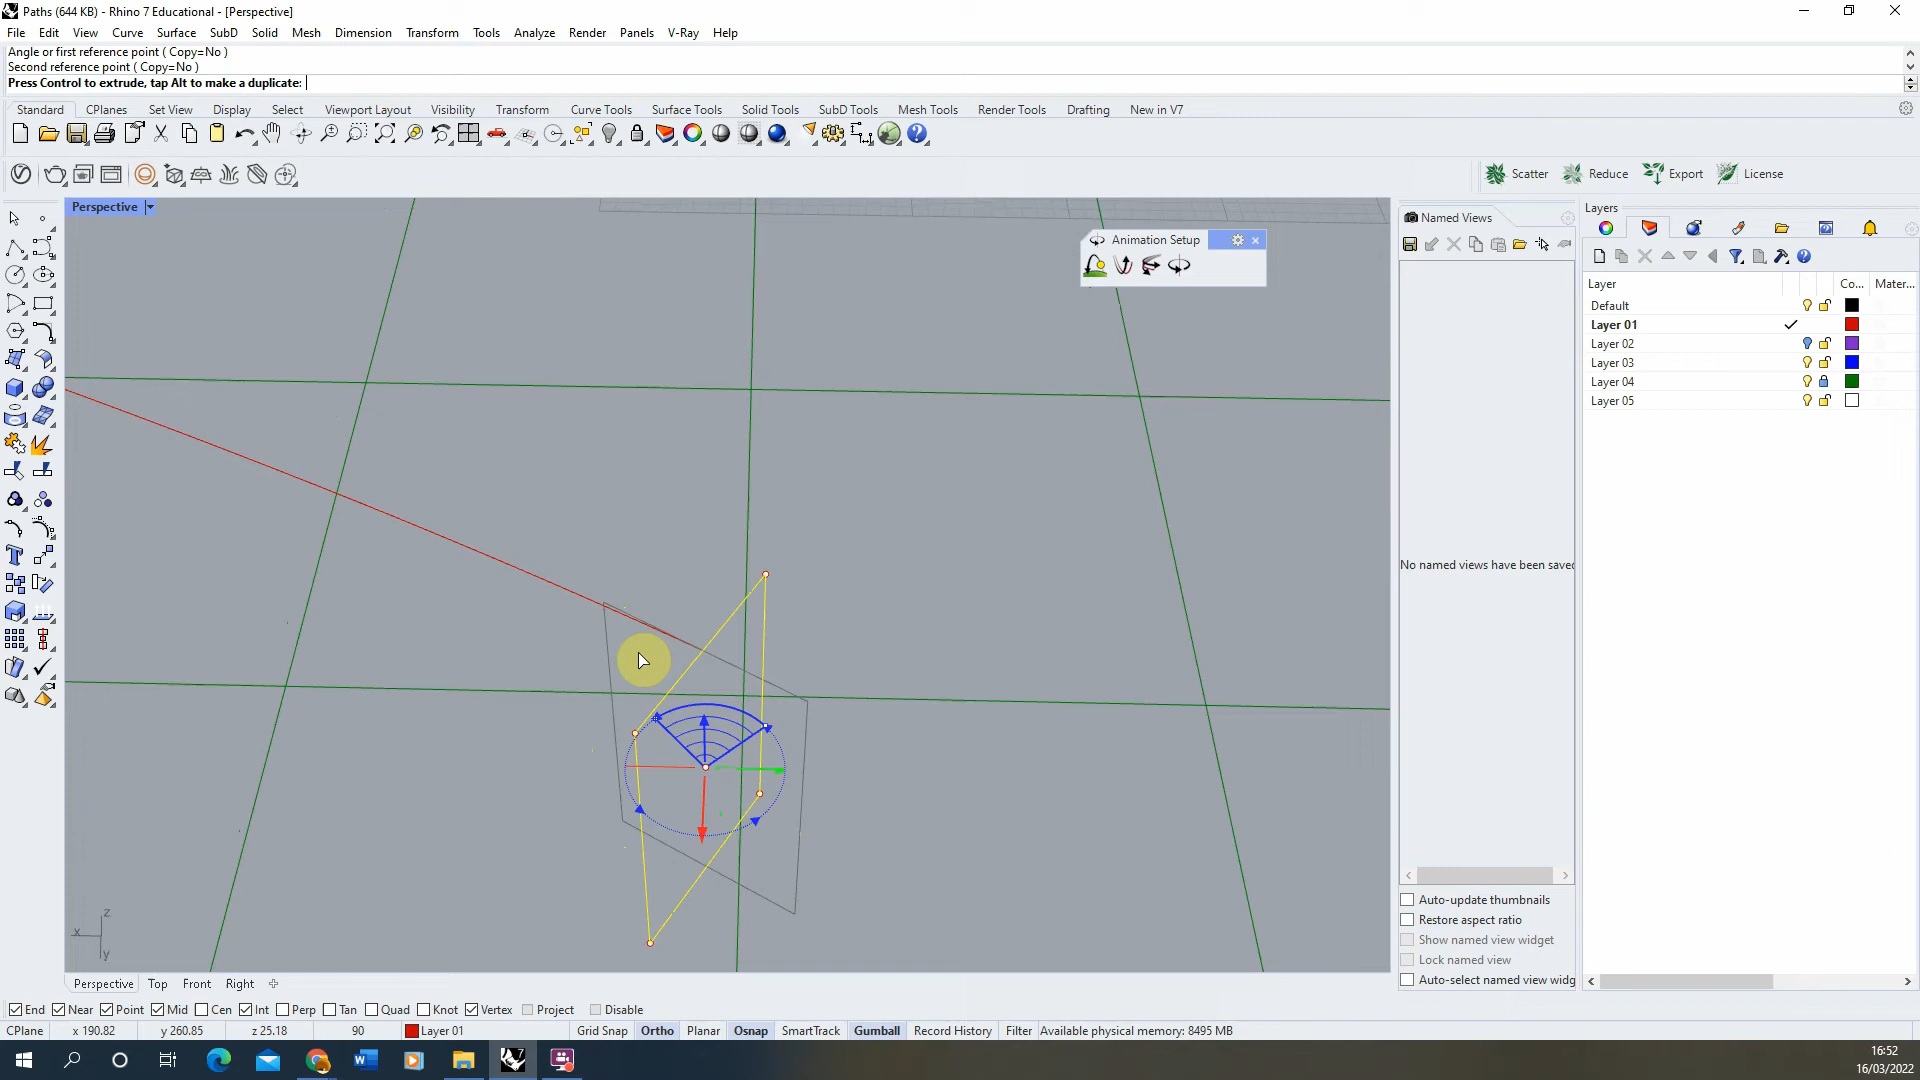 Paths (644 KB) - Rhino 7 Educational - [Perspective]
File Edit View Curve Surface SubD Solid Mesh Dimension Transform Tools Analyze Render Panels V-Ray Help
Angle or first reference point ( Copy=No )
Second reference point ( Copy=No )
Press Control to extrude, tap Alt to make a duplicate:
Standard CPlanes Set View Display Select Viewport Layout Visibility Transform Curve Tools Surface Tools Solid Tools SubD Tools Mesh Tools Render Tools Drafting New in V7
Scatter Reduce Export License
Perspective
Named Views
Layers
Animation Setup
Layer Co... Mater...
Default
Layer 01
Layer 02
Layer 03
Layer 04
Layer 05
No named views have been saved
Auto-update thumbnails
Restore aspect ratio
Show named view widget
Lock named view
Auto-select named view widg
z
x
y
Perspective Top Front Right
End Near Point Mid Cen Int Perp Tan Quad Knot Vertex Project Disable
CPlane x 190.82 y 260.85 z 25.18 90 Layer 01 Grid Snap Ortho Planar Osnap SmartTrack Gumball Record History Filter Available physical memory: 8495 MB
16:52
16/03/2022